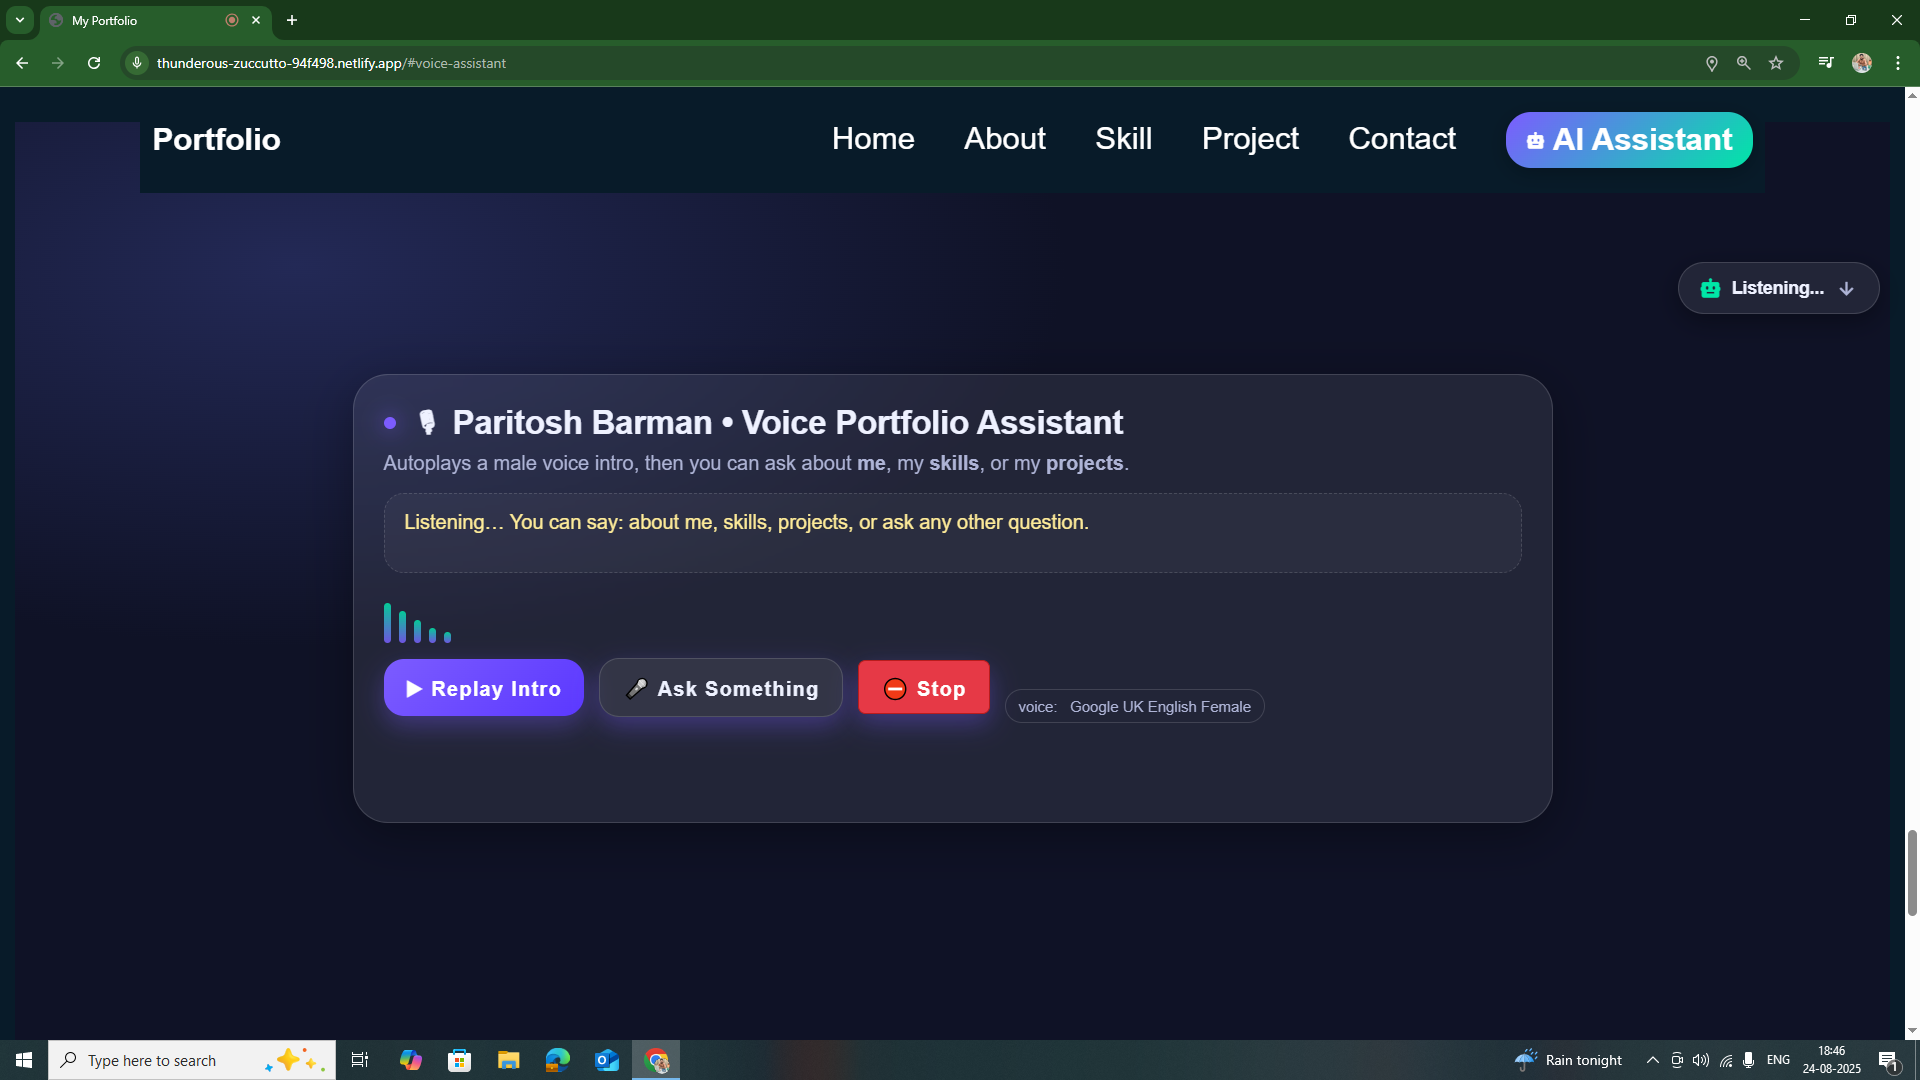 My Portfolio
thunderous-zuccutto-94f498.netlify.app/#voice-assistant
Portfolio
Home
About
Skill
Project
Contact
AI Assistant
Listening...
Paritosh Barman • Voice Portfolio Assistant
Autoplays a male voice intro, then you can ask about me, my skills, or my projects.
Listening… You can say: about me, skills, projects, or ask any other question.
Replay Intro
Ask Something
Stop
voice: Google UK English Female
Type here to search
Rain tonight
ENG
18:46
24-08-2025
1